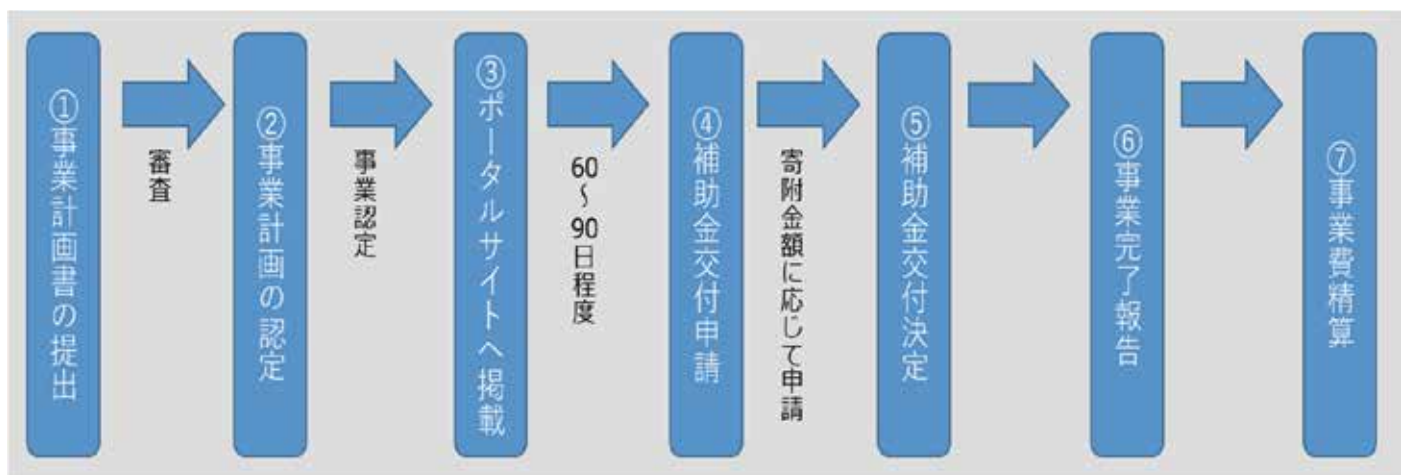 ①事業計画書の提出
審査
②事業計画の認定
事業認定
③ポータルサイトへ掲載
60～90日程度
④補助金交付申請
寄附金額に応じて申請
⑤補助金交付決定
⑥事業完了報告
⑦事業費精算